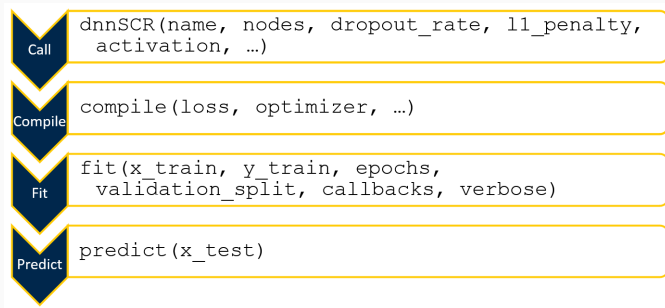 Call
dnnSCR(name, nodes, dropout_rate, l1_penalty,
activation, …)
Compile
compile(loss, optimizer, …)
Fit
fit(x_train, y_train, epochs,
validation_split, callbacks, verbose)
Predict
predict(x_test)